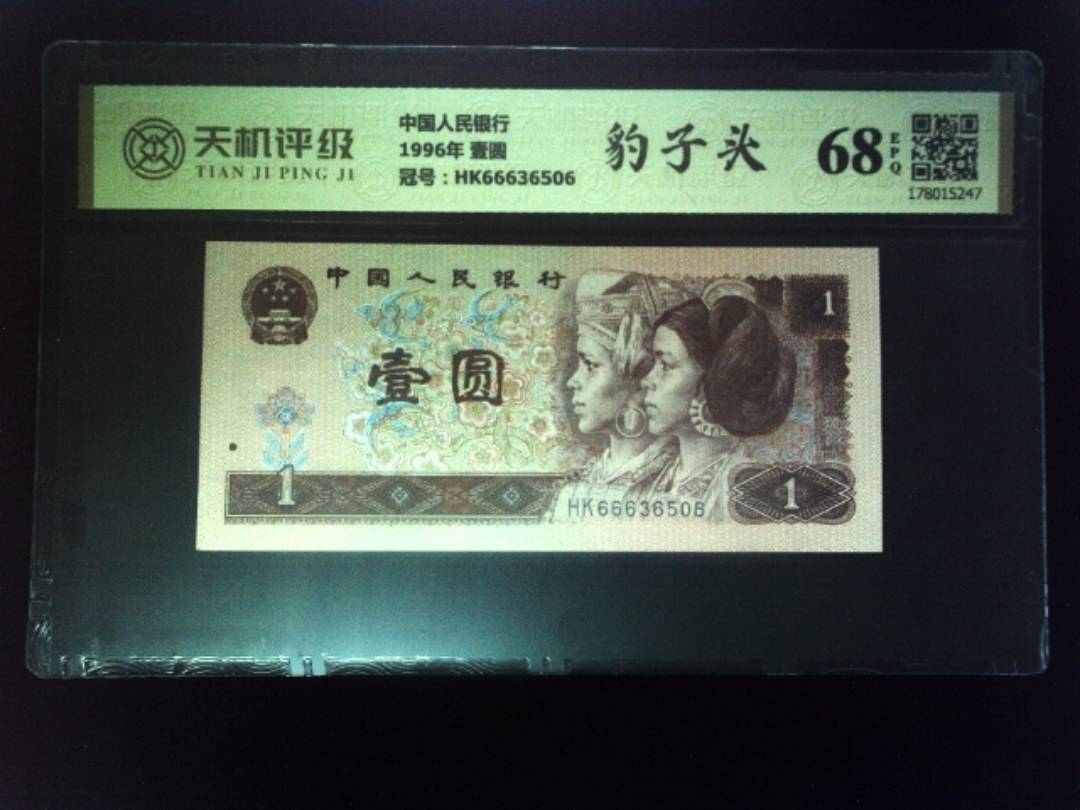 天机评级
TIAN JI PING JI
中国人民银行
1996年 壹圆
冠号：HK66636506
豹子头
68
EPQ
178015247
中国人民银行
1
壹圆
1
HK66636506
1